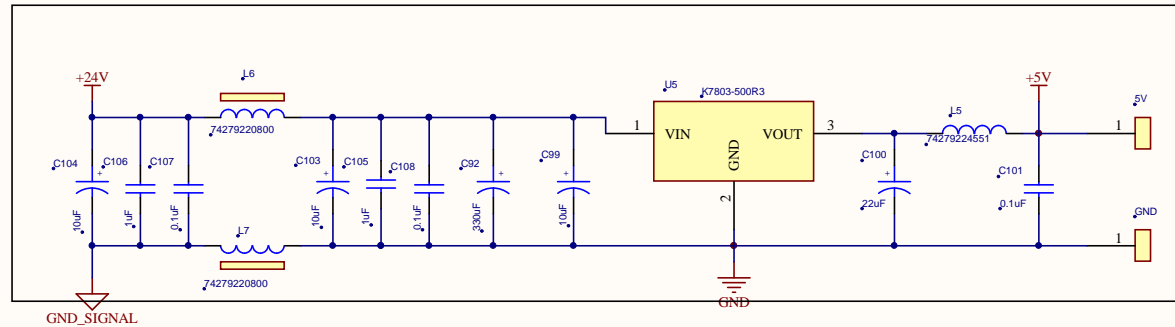 +24V
L6
74279220800
C104
C106
C107
10uF
1uF
0.1uF
L7
74279220800
GND_SIGNAL
C103
C105
C108
C92
C99
10uF
1uF
0.1uF
330uF
10uF
U5
K7803-500R3
1
VIN
VOUT
GND
3
2
GND
C100
22uF
L5
74279224551
+5V
C101
0.1uF
5V
1
GND
1